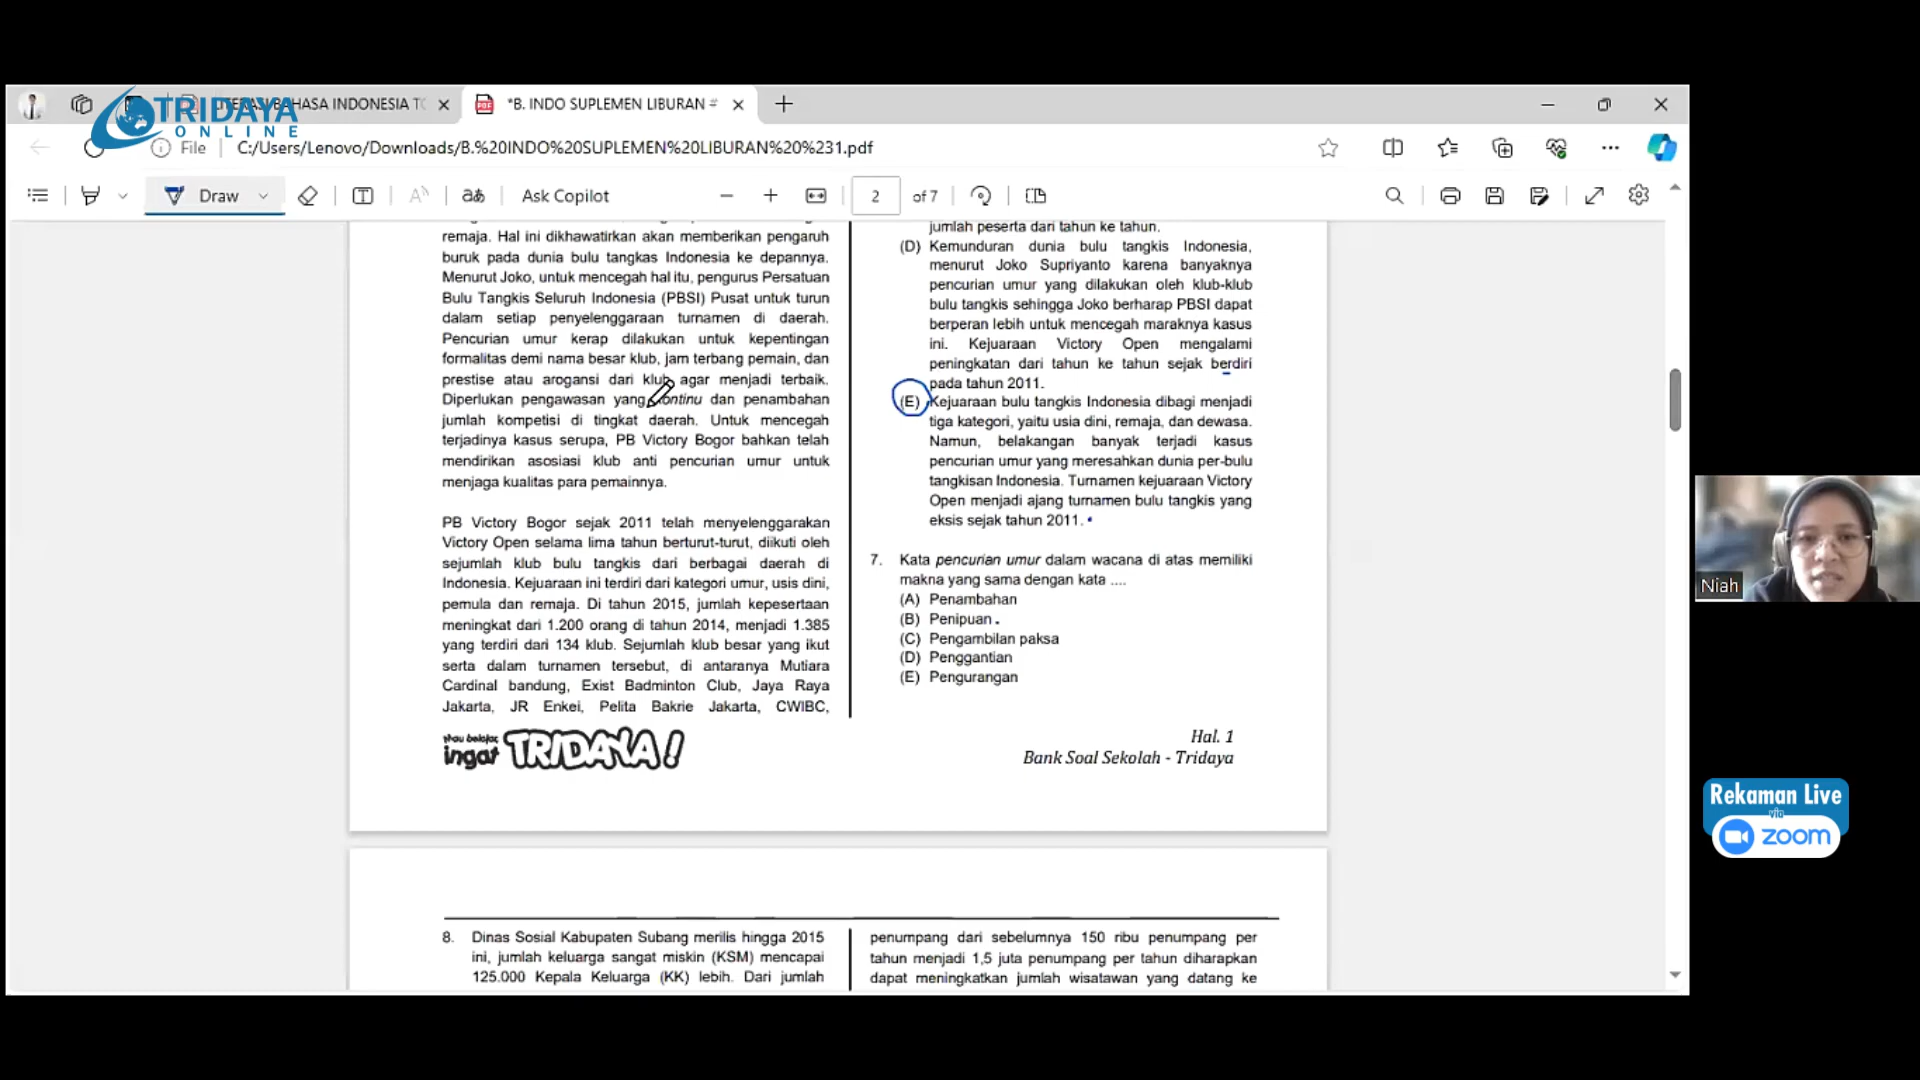 TRIDAYA
ONLINE
LITERASI BAHASA INDONESIA TO
*B. INDO SUPLEMEN LIBURAN #
File
C:/Users/Lenovo/Downloads/B.%20INDO%20SUPLEMEN%20LIBURAN%20%231.pdf
Draw
Ask Copilot
2
of 7
remaja. Hal ini dikhawatirkan akan memberikan pengaruh
buruk pada dunia bulu tangkas Indonesia ke depannya.
Menurut Joko, untuk mencegah hal itu, pengurus Persatuan
Bulu Tangkis Seluruh Indonesia (PBSI) Pusat untuk turun
dalam setiap penyelenggaraan turnamen di daerah.
Pencurian umur kerap dilakukan untuk kepentingan
formalitas demi nama besar klub, jam terbang pemain, dan
prestise atau arogansi dari klub agar menjadi terbaik.
Diperlukan pengawasan yang kontinu dan penambahan
jumlah kompetisi di tingkat daerah. Untuk mencegah
terjadinya kasus serupa, PB Victory Bogor bahkan telah
mendirikan asosiasi klub anti pencurian umur untuk
menjaga kualitas para pemainnya.
PB Victory Bogor sejak 2011 telah menyelenggarakan
Victory Open selama lima tahun berturut-turut, diikuti oleh
sejumlah klub bulu tangkis dari berbagai daerah di
Indonesia. Kejuaraan ini terdiri dari kategori umur, usis dini,
pemula dan remaja. Di tahun 2015, jumlah kepesertaan
meningkat dari 1.200 orang di tahun 2014, menjadi 1.385
yang terdiri dari 134 klub. Sejumlah klub besar yang ikut
serta dalam turnamen tersebut, di antaranya Mutiara
Cardinal bandung, Exist Badminton Club, Jaya Raya
Jakarta, JR Enkei, Pelita Bakrie Jakarta, CWIBC,
jumlah peserta dari tahun ke tahun.
(D) Kemunduran dunia bulu tangkis Indonesia,
menurut Joko Supriyanto karena banyaknya
pencurian umur yang dilakukan oleh klub-klub
bulu tangkis sehingga Joko berharap PBSI dapat
berperan lebih untuk mencegah maraknya kasus
ini. Kejuaraan Victory Open mengalami
peningkatan dari tahun ke tahun sejak berdiri
pada tahun 2011.
(E) Kejuaraan bulu tangkis Indonesia dibagi menjadi
tiga kategori, yaitu usia dini, remaja, dan dewasa.
Namun, belakangan banyak terjadi kasus
pencurian umur yang meresahkan dunia per-bulu
tangkisan Indonesia. Turnamen kejuaraan Victory
Open menjadi ajang turnamen bulu tangkis yang
eksis sejak tahun 2011.
7. Kata pencurian umur dalam wacana di atas memiliki
makna yang sama dengan kata ....
(A) Penambahan
(B) Penipuan
(C) Pengambilan paksa
(D) Penggantian
(E) Pengurangan
mau belajar,
ingat TRIDAYA!
Hal. 1
Bank Soal Sekolah - Tridaya
8. Dinas Sosial Kabupaten Subang merilis hingga 2015
ini, jumlah keluarga sangat miskin (KSM) mencapai
125.000 Kepala Keluarga (KK) lebih. Dari jumlah
penumpang dari sebelumnya 150 ribu penumpang per
tahun menjadi 1,5 juta penumpang per tahun diharapkan
dapat meningkatkan jumlah wisatawan yang datang ke
Niah
Rekaman Live
via
zoom